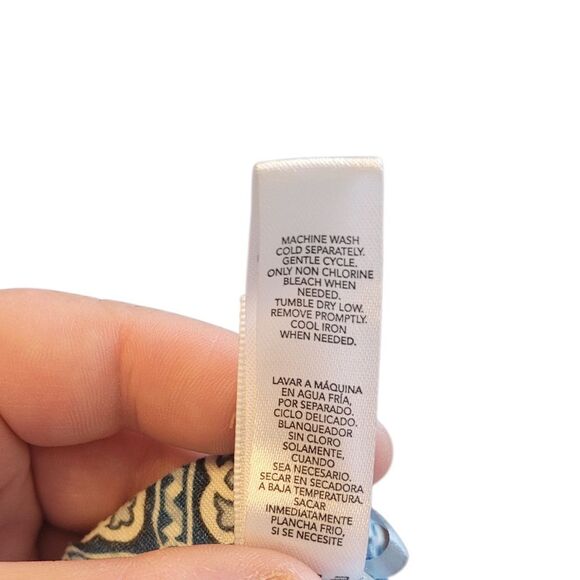 MACHINE WASH
COLD SEPARATELY.
GENTLE CYCLE.
ONLY NON CHLORINE
BLEACH WHEN
NEEDED.
TUMBLE DRY LOW.
REMOVE PROMPTLY.
COOL IRON
WHEN NEEDED.
LAVAR A MÁQUINA
EN AGUA FRÍA,
POR SEPARADO.
CICLO DELICADO.
BLANQUEADOR
SIN CLORO
SOLAMENTE,
CUANDO
SEA NECESARIO.
SECAR EN SECADORA
A BAJA TEMPERATURA.
SACAR
INMEDIATAMENTE
PLANCHA FRIO,
SI SE NECESITE